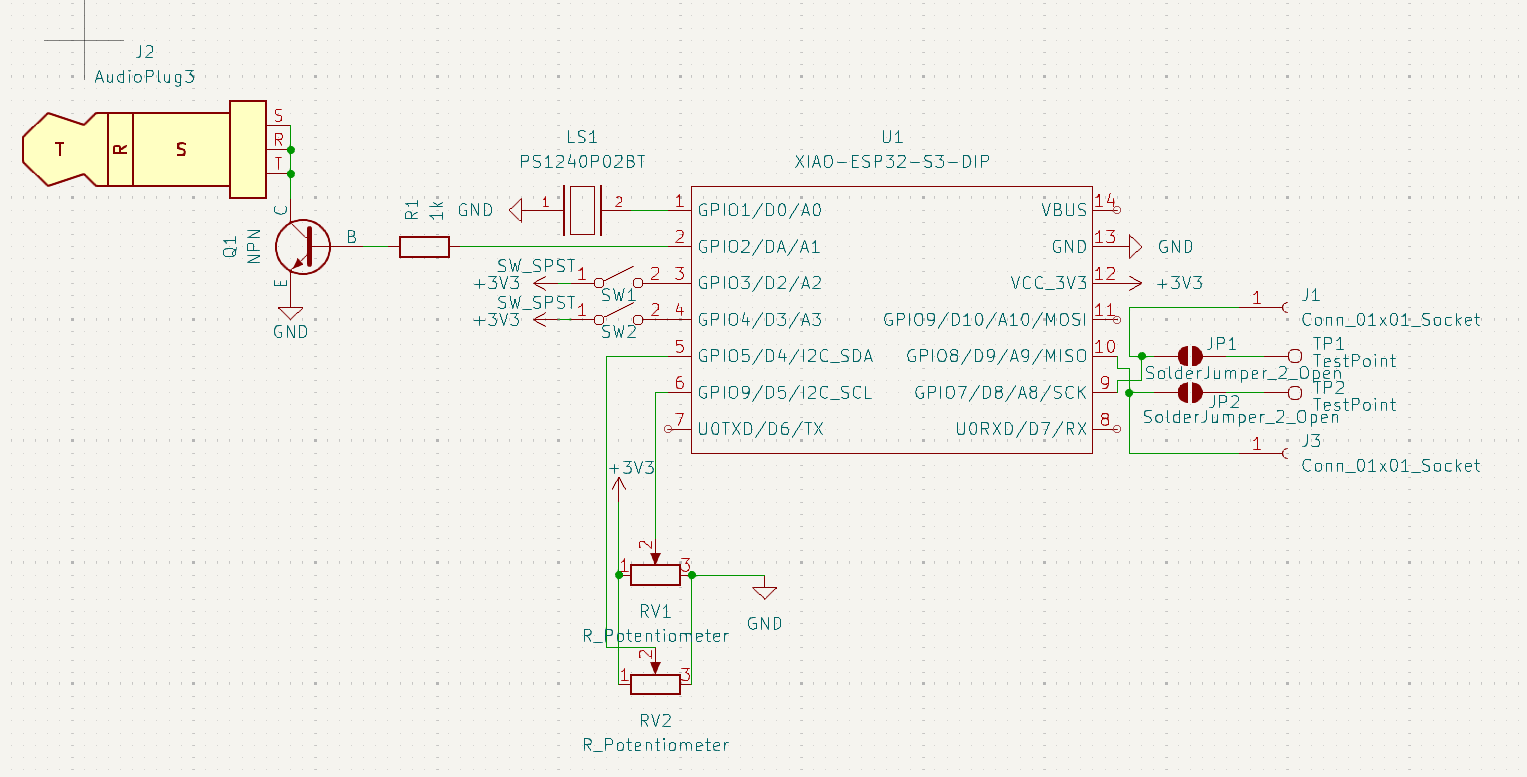 J2
AudioPlug3
T
R
S
S
R
T
C
Q1
NPN
B
E
GND
R1
1k
LS1
PS1240P02BT
GND
1
2
SW_SPST
+3V3
1
2
SW1
SW_SPST
+3V3
1
2
SW2
U1
XIAO-ESP32-S3-DIP
1
GPIO1/D0/A0
2
GPIO2/DA/A1
3
GPIO3/D2/A2
4
GPIO4/D3/A3
5
GPIO5/D4/I2C_SDA
6
GPIO9/D5/I2C_SCL
7
U0TXD/D6/TX
VBUS
14
GND
13
GND
VCC_3V3
12
+3V3
GPIO9/D10/A10/MOSI
11
GPIO8/D9/A9/MISO
10
GPIO7/D8/A8/SCK
9
U0RXD/D7/RX
8
1
J1
Conn_01x01_Socket
JP1
SolderJumper_2_Open
TP1
TestPoint
JP2
SolderJumper_2_Open
TP2
TestPoint
1
J3
Conn_01x01_Socket
+3V3
1
2
3
RV1
R_Potentiometer
GND
1
2
3
RV2
R_Potentiometer